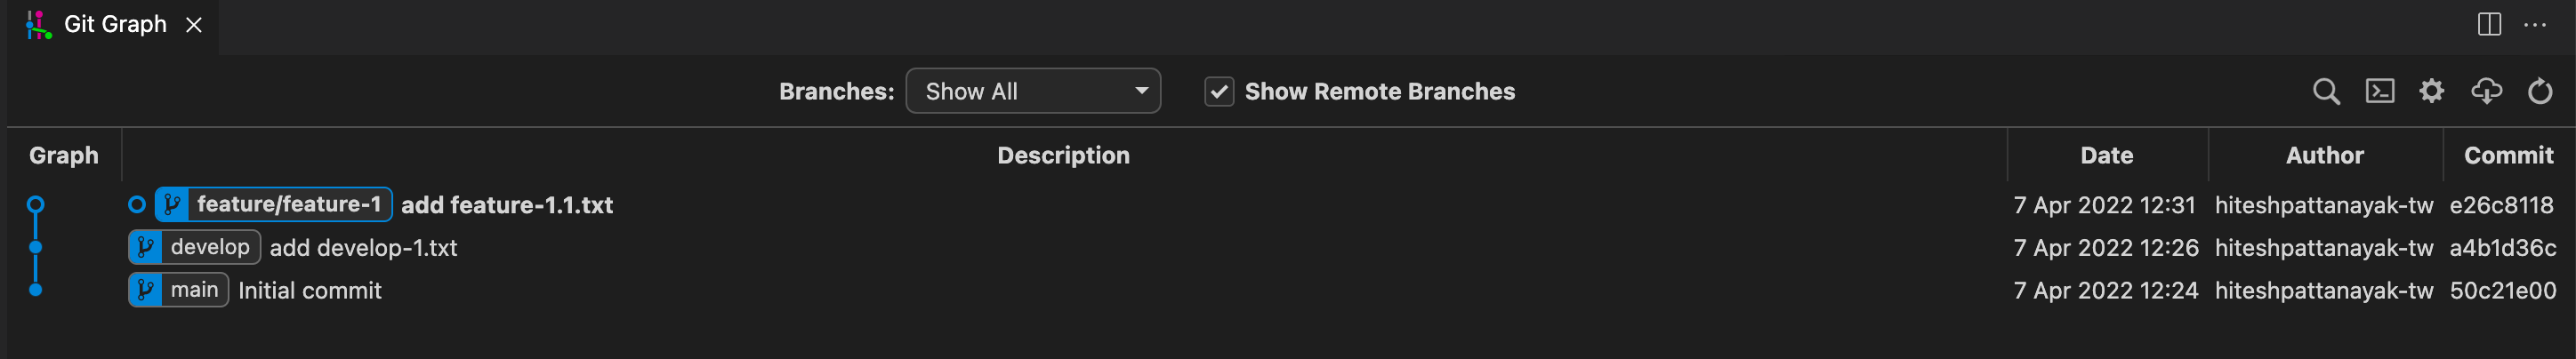 Git Graph
Branches: Show All Show Remote Branches
Graph Description Date Author Commit
feature/feature-1 add feature-1.1.txt 7 Apr 2022 12:31 hiteshpattanayak-tw e26c8118
develop add develop-1.txt 7 Apr 2022 12:26 hiteshpattanayak-tw a4b1d36c
main Initial commit 7 Apr 2022 12:24 hiteshpattanayak-tw 50c21e00